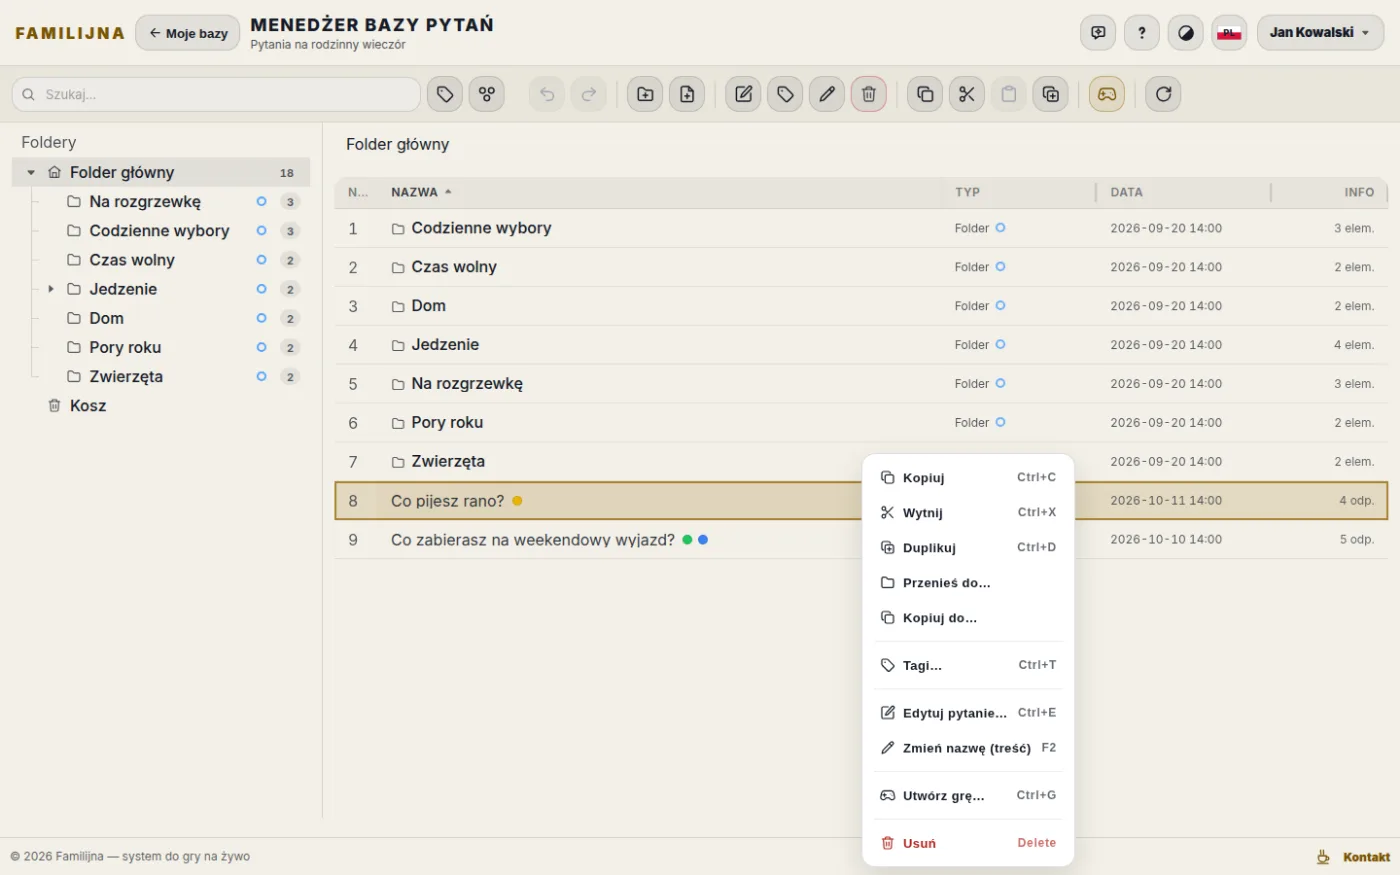 FAMILIJNA
Moje bazy
MENEDŻER BAZY PYTAŃ
Pytania na rodzinny wieczór
?
PL
Jan Kowalski
Szukaj...
Foldery
Folder główny 18
Na rozgrzewkę 3
Codzienne wybory 3
Czas wolny 2
Jedzenie 2
Dom 2
Pory roku 2
Zwierzęta 2
Kosz
Folder główny
N... NAZWA TYP DATA INFO
1 Codzienne wybory Folder 2026-09-20 14:00 3 elem.
2 Czas wolny Folder 2026-09-20 14:00 2 elem.
3 Dom Folder 2026-09-20 14:00 2 elem.
4 Jedzenie Folder 2026-09-20 14:00 4 elem.
5 Na rozgrzewkę Folder 2026-09-20 14:00 3 elem.
6 Pory roku Folder 2026-09-20 14:00 2 elem.
7 Zwierzęta 2026-09-20 14:00 2 elem.
8 Co pijesz rano? 2026-10-11 14:00 4 odp.
9 Co zabierasz na weekendowy wyjazd? 2026-10-10 14:00 5 odp.
Kopiuj Ctrl+C
Wytnij Ctrl+X
Duplikuj Ctrl+D
Przenieś do...
Kopiuj do...
Tagi... Ctrl+T
Edytuj pytanie... Ctrl+E
Zmień nazwę (treść) F2
Utwórz grę... Ctrl+G
Usuń Delete
© 2026 Familijna — system do gry na żywo
Kontakt